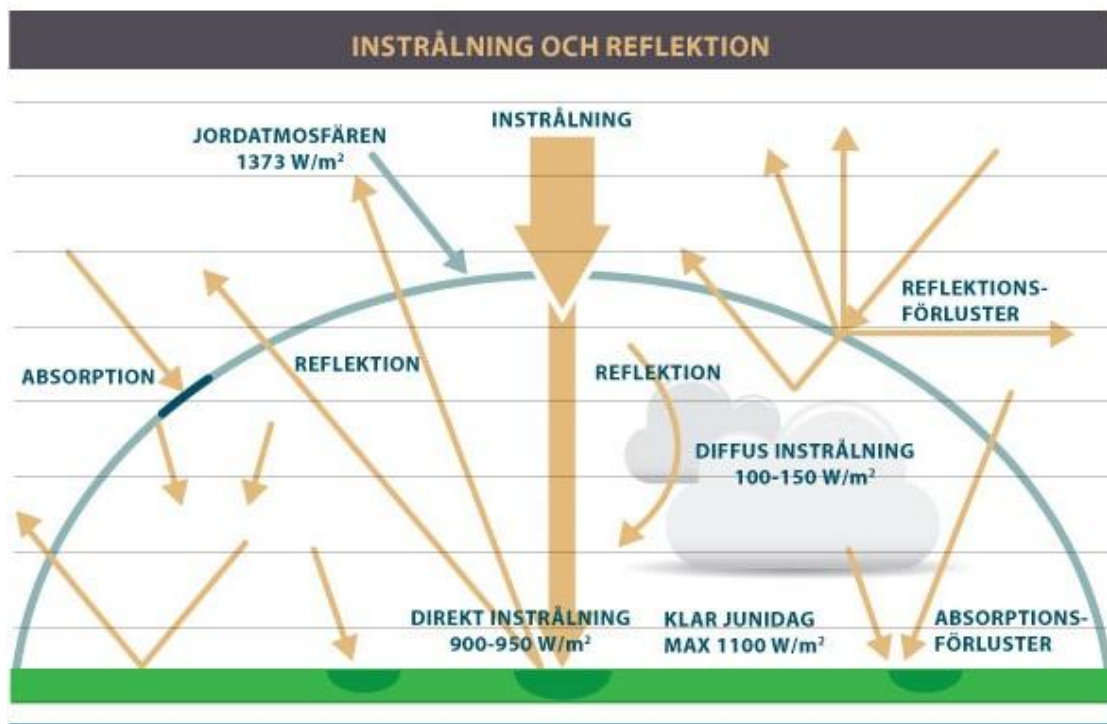 INSTRÅLNING OCH REFLEKTION
INSTRÅLNING
JORDATMOSFÄREN
1373 W/m²
REFLEKTIONS-
FÖRLUSTER
ABSORPTION
REFLEKTION
REFLEKTION
DIFFUS INSTRÅLNING
100-150 W/m²
DIREKT INSTRÅLNING
900-950 W/m²
KLAR JUNIDAG
MAX 1100 W/m²
ABSORPTIONS-
FÖRLUSTER